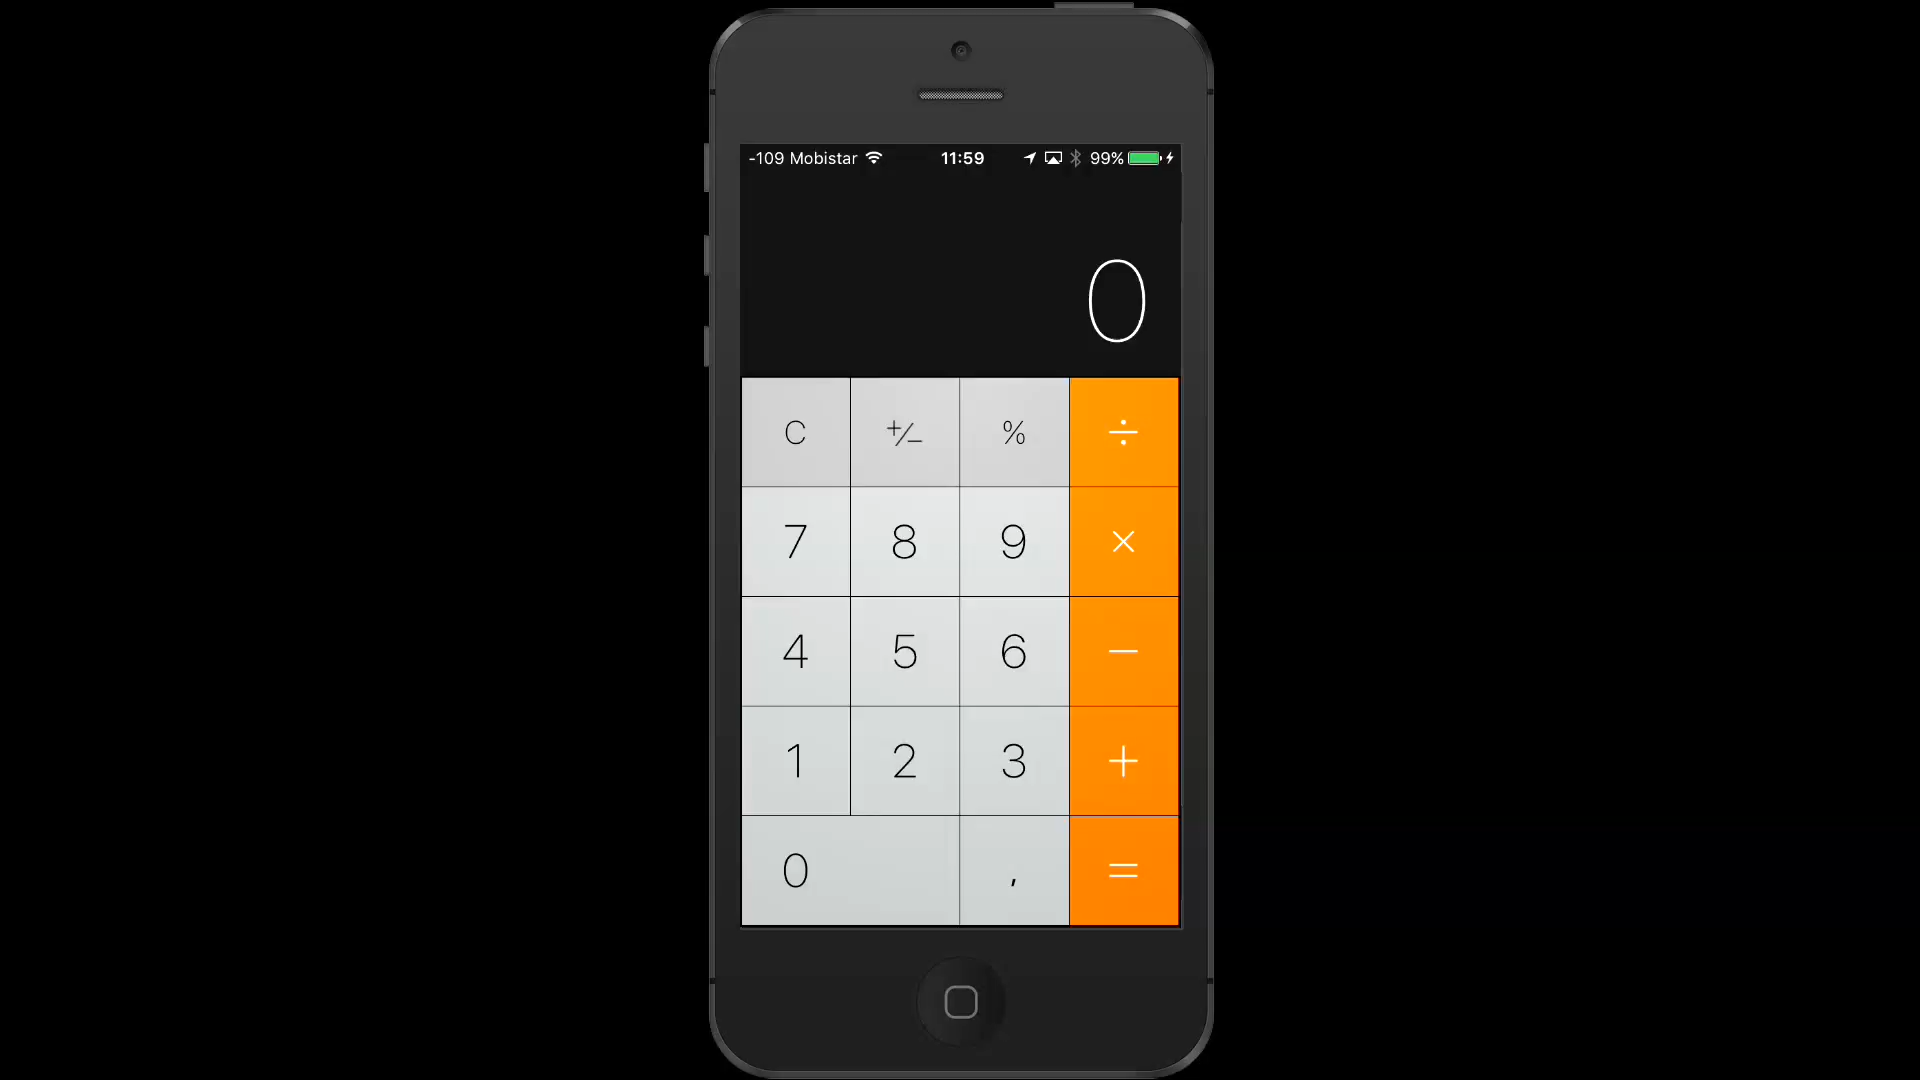 -109 Mobistar 11:59 99%
0
C +/− % ÷
7 8 9 ×
4 5 6 −
1 2 3 +
0 , =